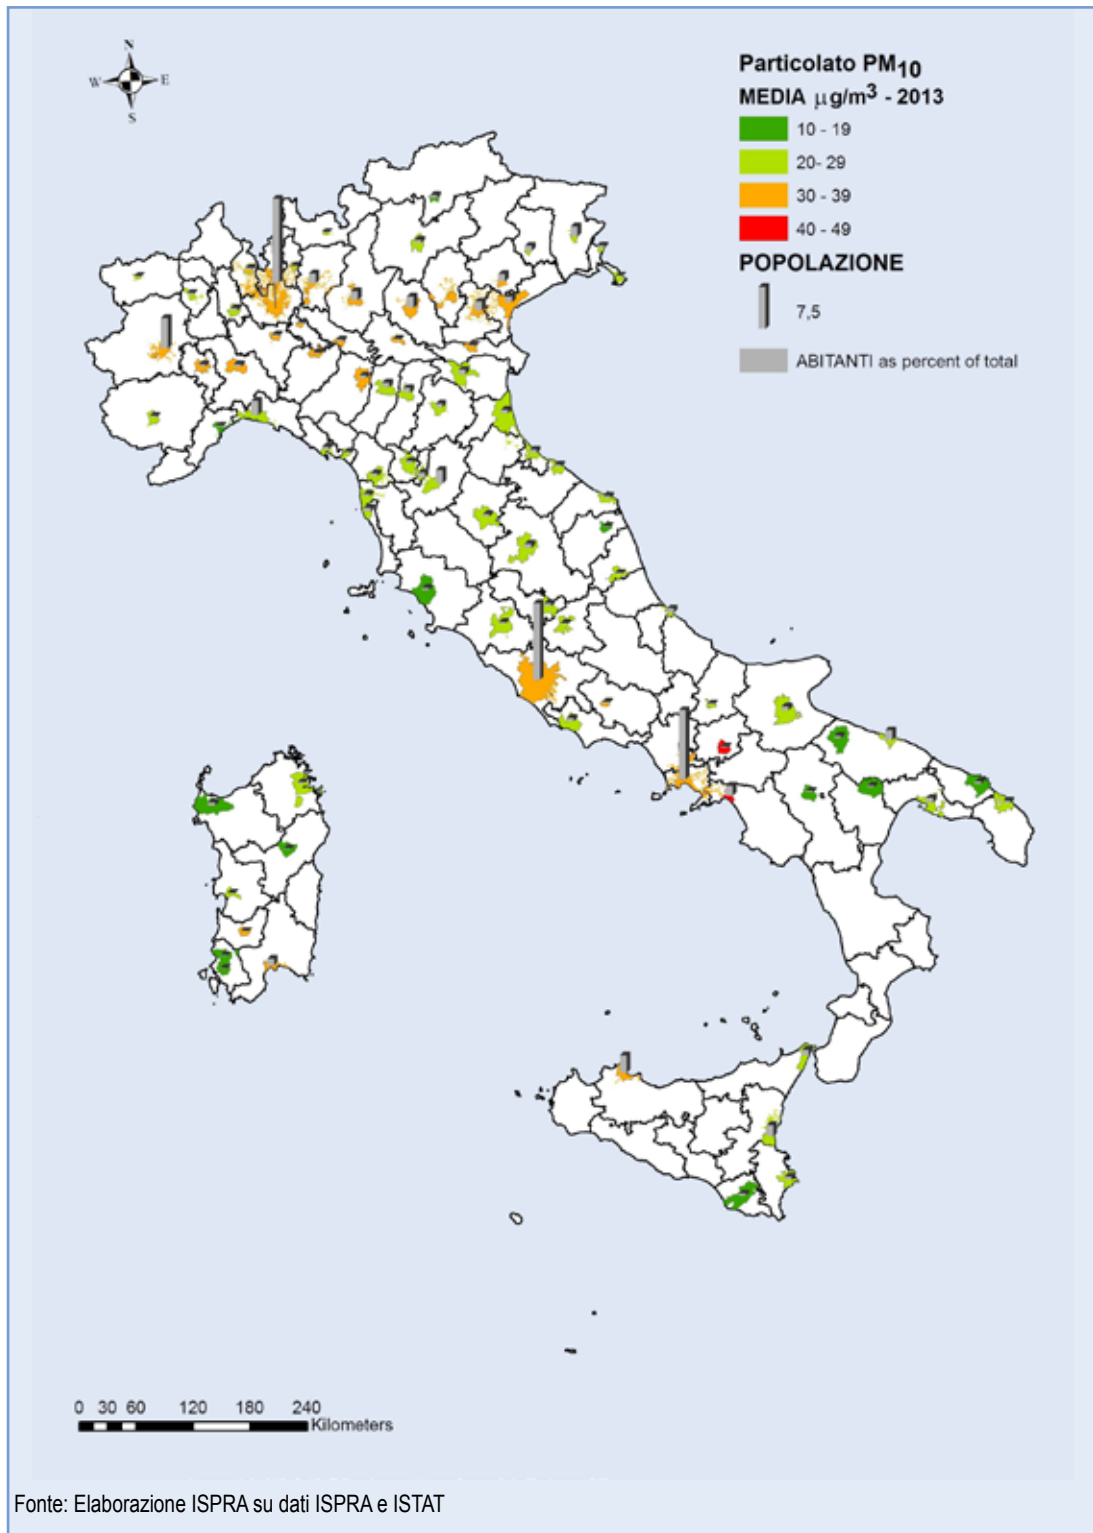 N
W E
S
Particolato PM10
MEDIA µg/m3 - 2013
10 - 19
20- 29
30 - 39
40 - 49
POPOLAZIONE
7,5
ABITANTI as percent of total
0 30 60 120 180 240
Kilometers
Fonte: Elaborazione ISPRA su dati ISPRA e ISTAT